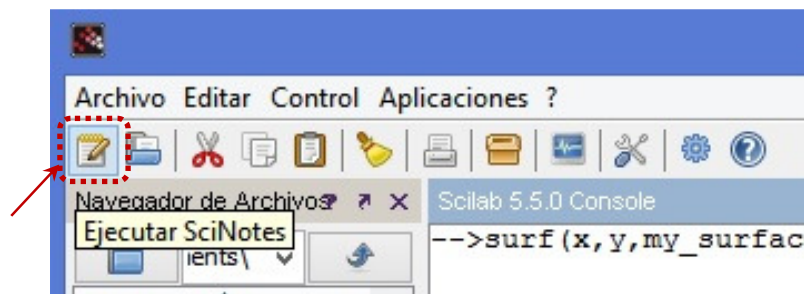 Archivo Editar Control Aplicaciones ?
Navegador de Archivos
Scilab 5.5.0 Console
Ejecutar SciNotes
ients\
-->surf(x,y,my_surfac